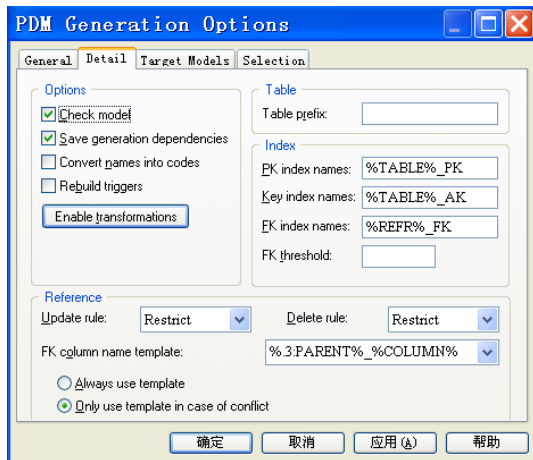 PDM Generation Options
General Detail Target Models Selection
Options
Check model
Save generation dependencies
Convert names into codes
Rebuild triggers
Enable transformations
Table
Table prefix:
Index
PK index names: %TABLE%_PK
Key index names: %TABLE%_AK
FK index names: %REFR%_FK
FK threshold:
Reference
Update rule: Restrict Delete rule: Restrict
FK column name template: %.3:PARENT%_%COLUMN%
Always use template
Only use template in case of conflict
确定 取消 应用(A) 帮助